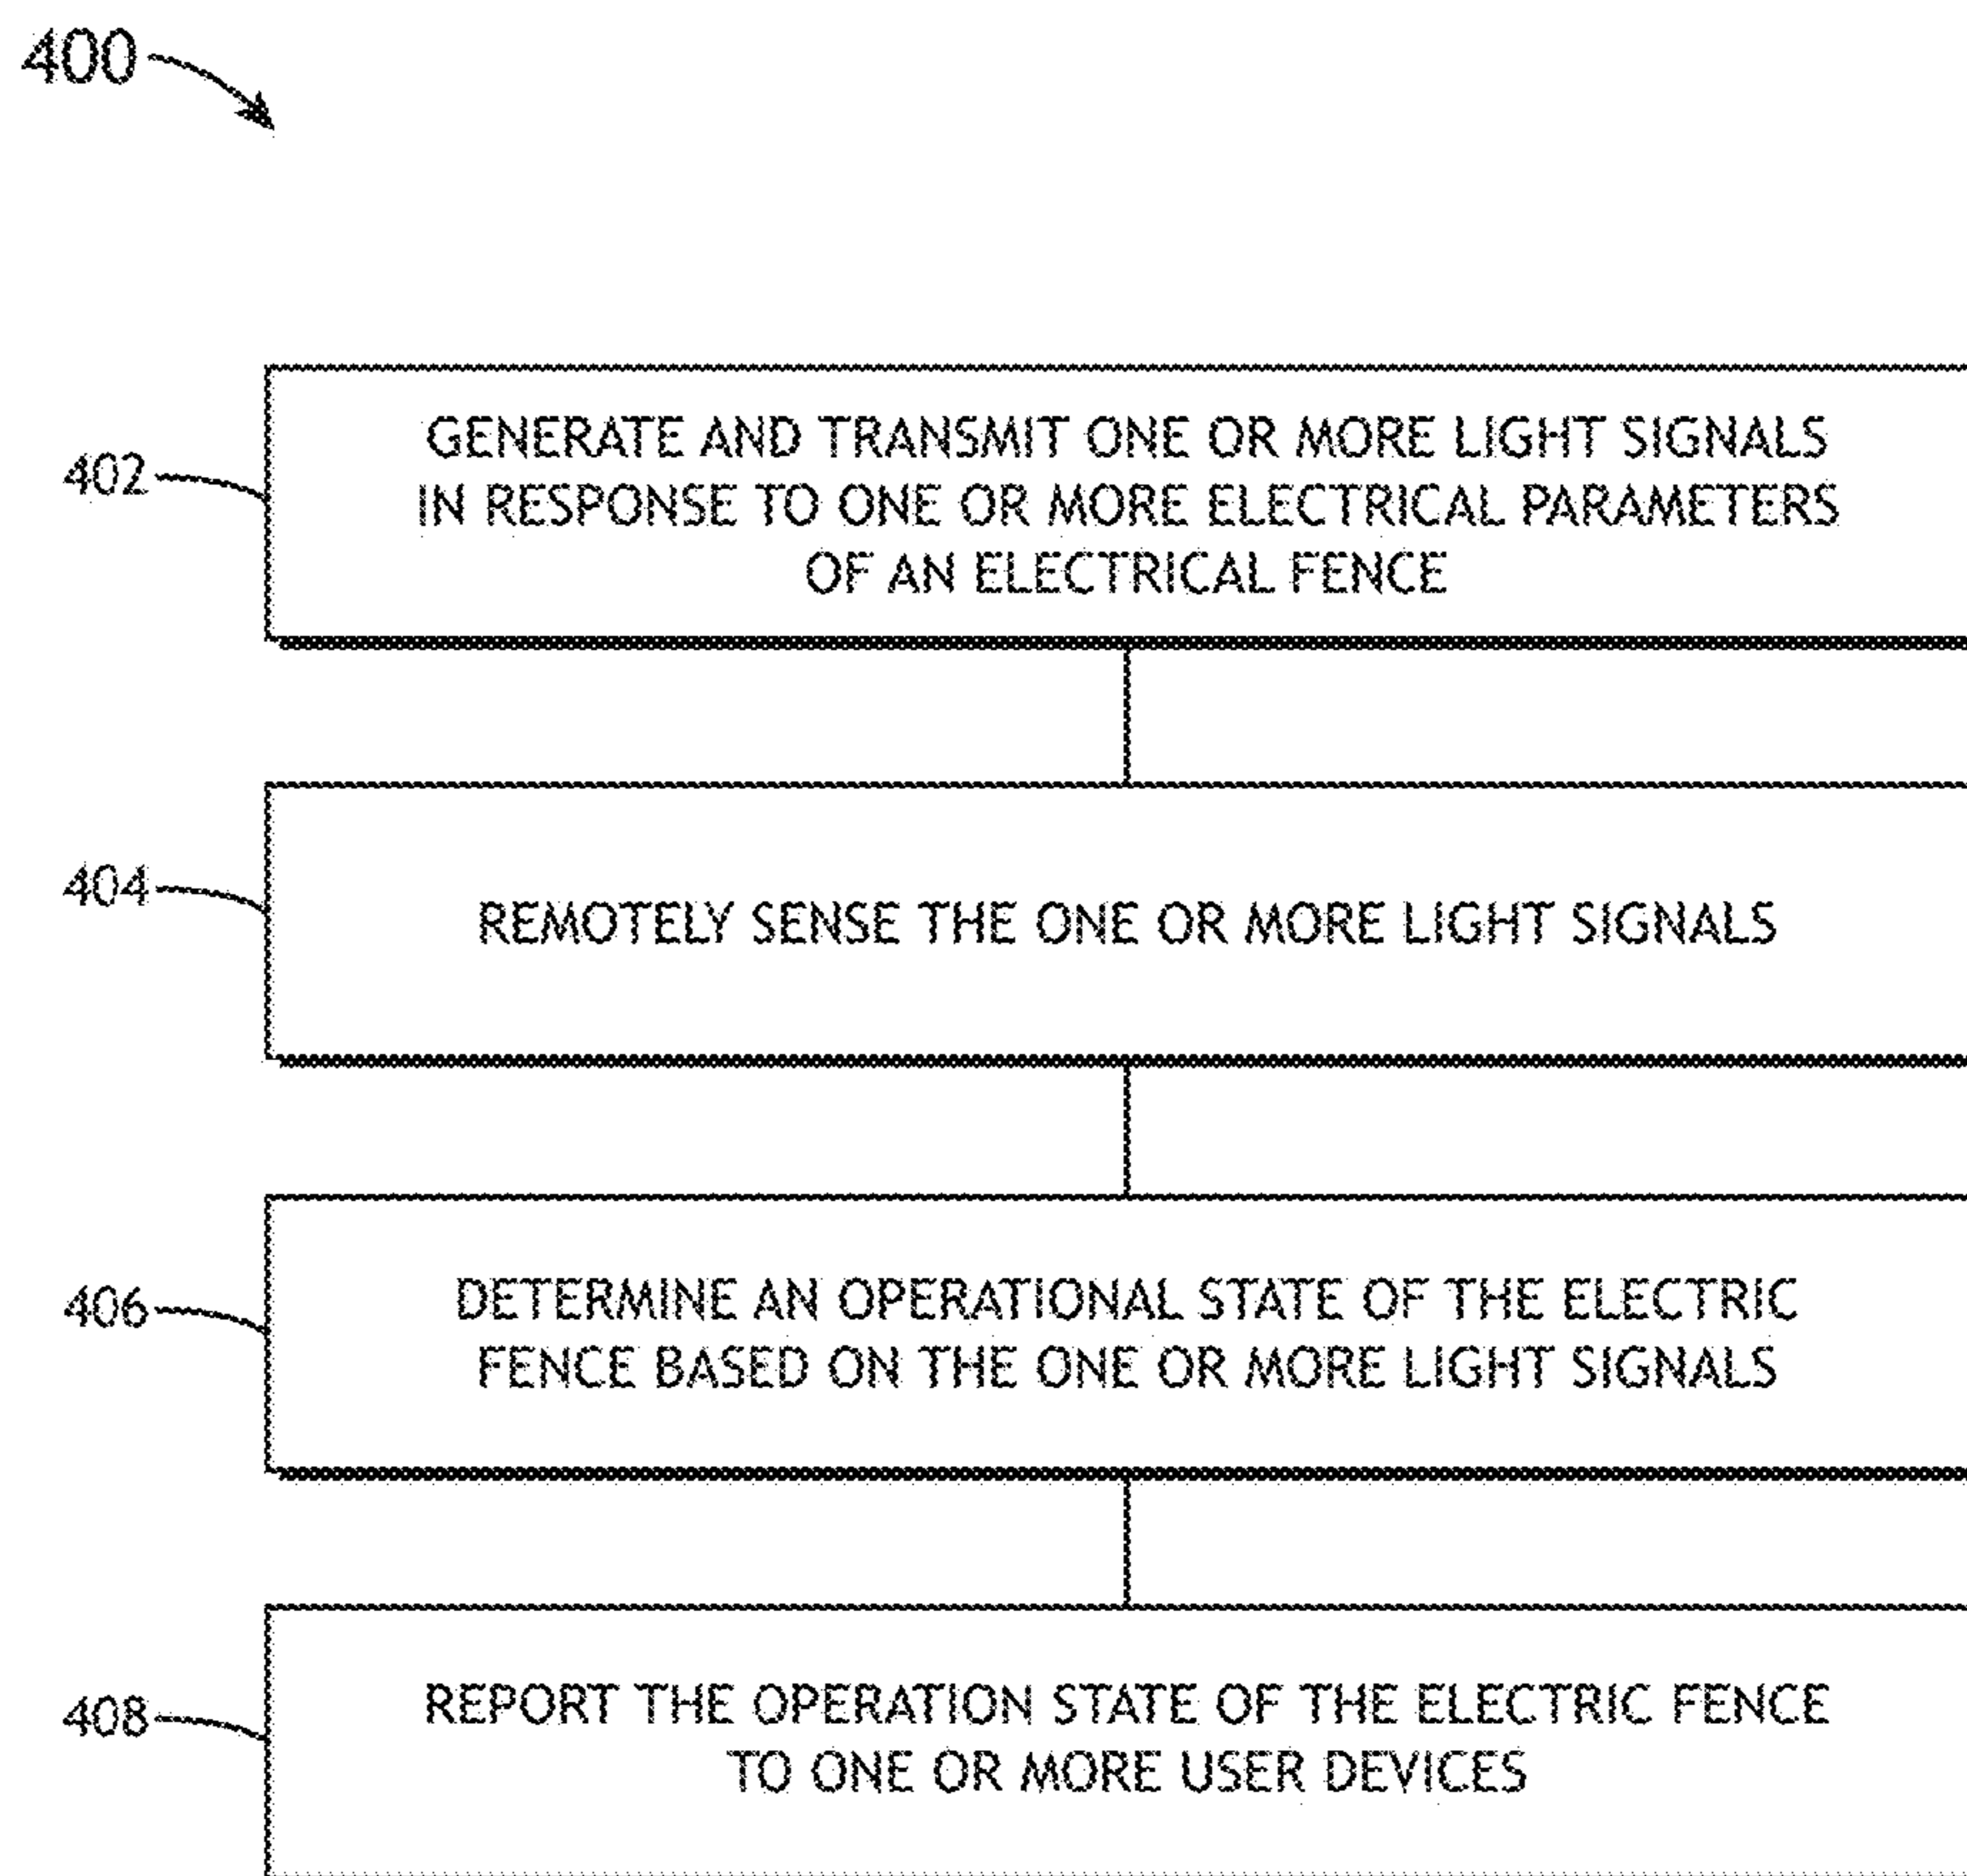 400
402
GENERATE AND TRANSMIT ONE OR MORE LIGHT SIGNALS
IN RESPONSE TO ONE OR MORE ELECTRICAL PARAMETERS
OF AN ELECTRICAL FENCE
404
REMOTELY SENSE THE ONE OR MORE LIGHT SIGNALS
406
DETERMINE AN OPERATIONAL STATE OF THE ELECTRIC
FENCE BASED ON THE ONE OR MORE LIGHT SIGNALS
408
REPORT THE OPERATION STATE OF THE ELECTRIC FENCE
TO ONE OR MORE USER DEVICES